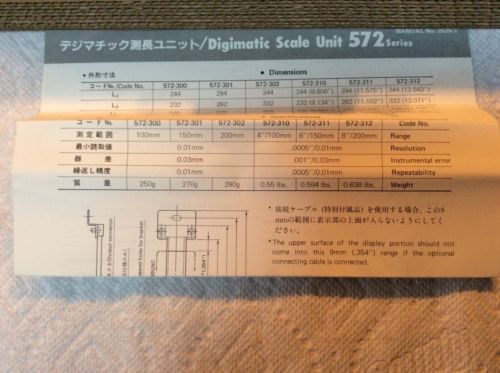 デジマチック測長ユニット/Digimatic Scale Unit 572 Series
MANUAL No.
• 外形寸法
• Dimensions
コードNo./Code No. 572-300 572-301 572-302 572-310 572-311 572-312
L₁ 244 294 344 244 (9.606") 294 (11.575") 344 (13.543")
L₂ 232 282 332 232 (9.134") 282 (11.102") 332 (13.071")
コードNo. 572-300 572-301 572-302 572-310 572-311 572-312 Code No.
測定範囲 100mm 150mm 200mm 4"/100mm 6"/150mm 8"/200mm Range
最小読取値 0.01mm .0005"/0.01mm Resolution
器差 0.03mm .001"/0.03mm Instrumental error
繰返し精度 0.01mm .0005"/0.01mm Repeatability
質量 250g 270g 290g 0.55 lbs. 0.594 lbs. 0.638 lbs. Weight
*接続ケーブル(特別付属品)を使用する場合、この9
mmの範囲に表示部の上面が入らないようにしてく
ださい。
*The upper surface of the display portion should not
come into this 9mm (.354") range if the optional
connecting cable is connected.
/Output connector
holes for bracket
(.354")